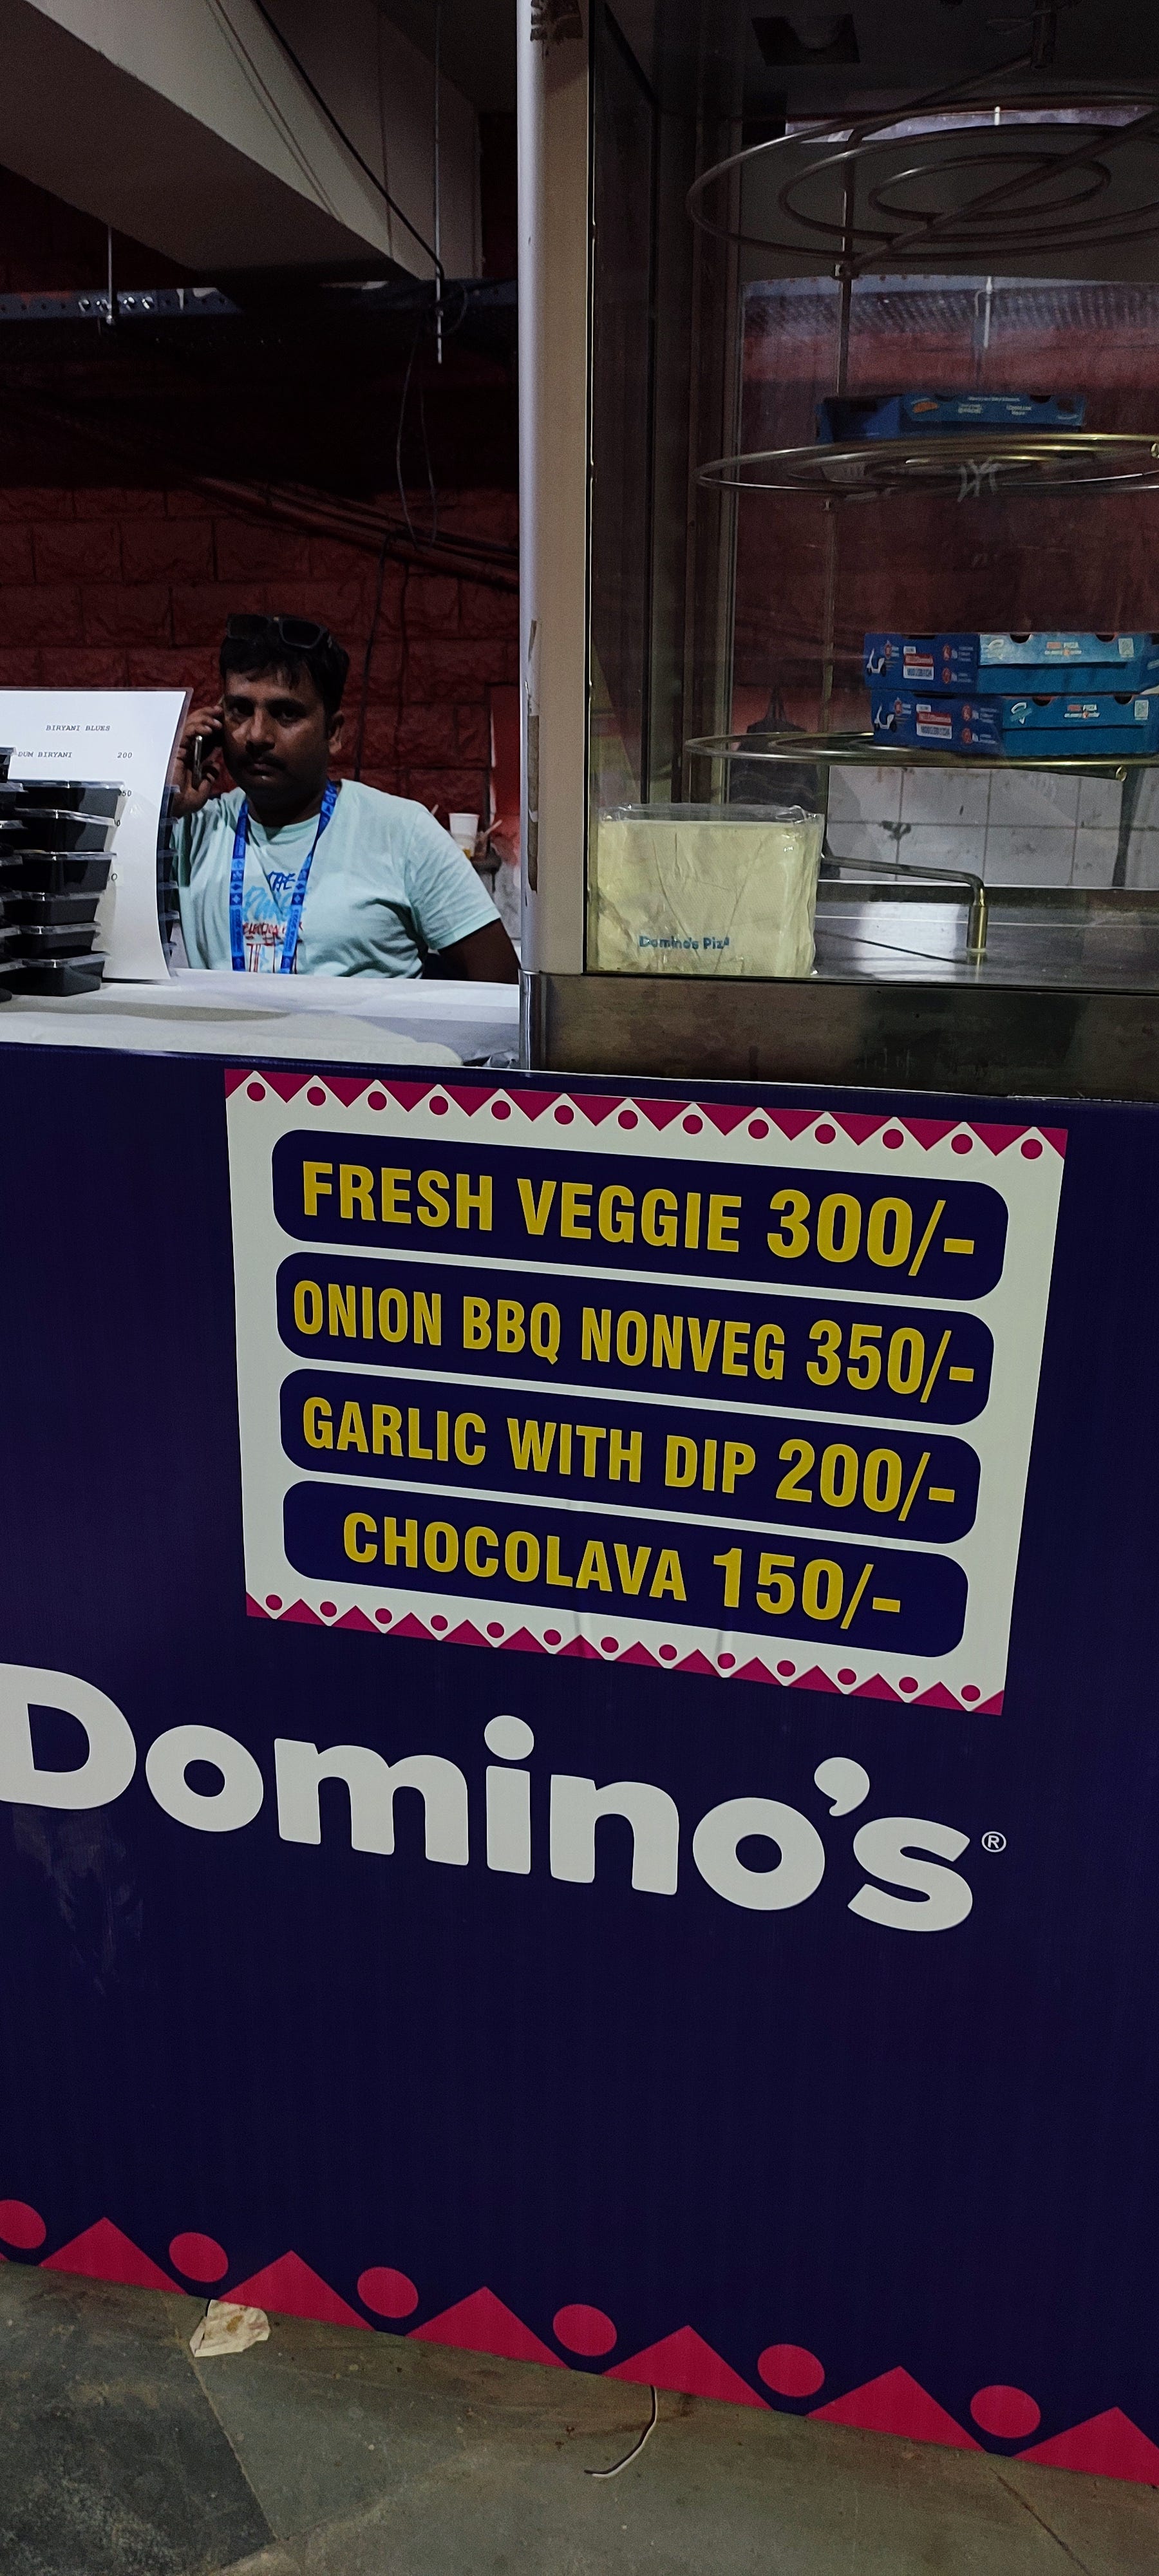 BIRYANI BLUES
DUM BIRYANI 200
Domino's Piz
FRESH VEGGIE 300/-
ONION BBQ NONVEG 350/-
GARLIC WITH DIP 200/-
CHOCOLAVA 150/-
Domino's®